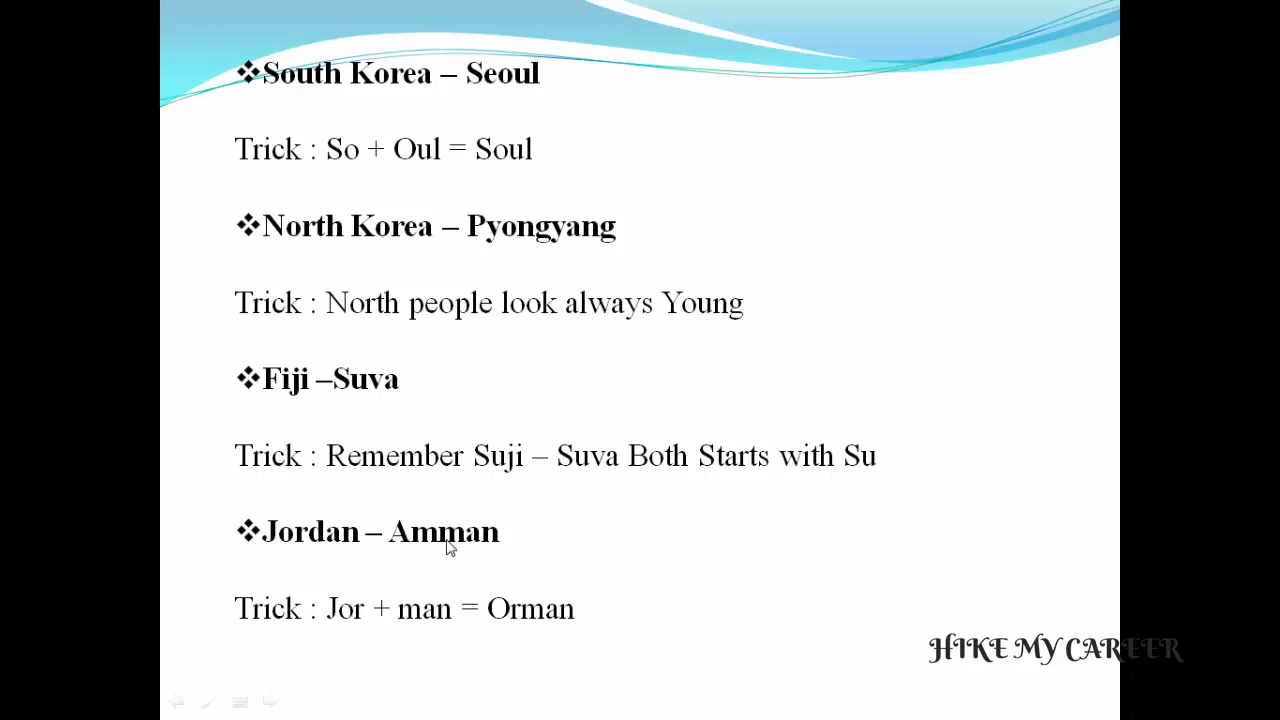 ❖South Korea – Seoul
Trick : So + Oul = Soul
❖North Korea – Pyongyang
Trick : North people look always Young
❖Fiji –Suva
Trick : Remember Suji – Suva Both Starts with Su
❖Jordan – Amman
Trick : Jor + man = Orman
HIKE MY CAREER